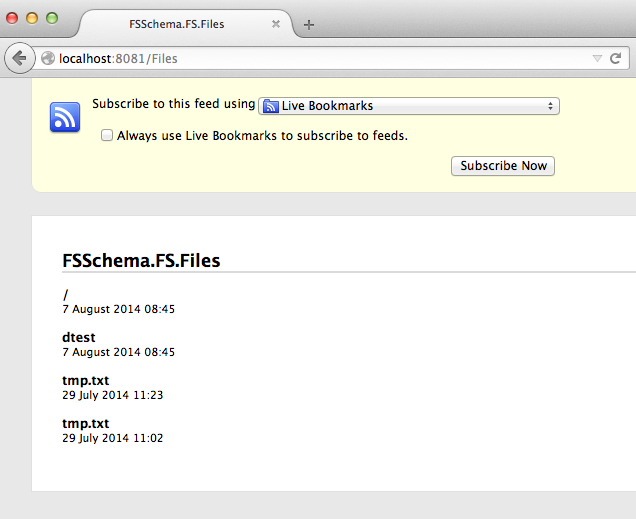 FSSchema.FS.Files
localhost:8081/Files
Subscribe to this feed using Live Bookmarks
Always use Live Bookmarks to subscribe to feeds.
Subscribe Now
FSSchema.FS.Files
/
7 August 2014 08:45
dtest
7 August 2014 08:45
tmp.txt
29 July 2014 11:23
tmp.txt
29 July 2014 11:02